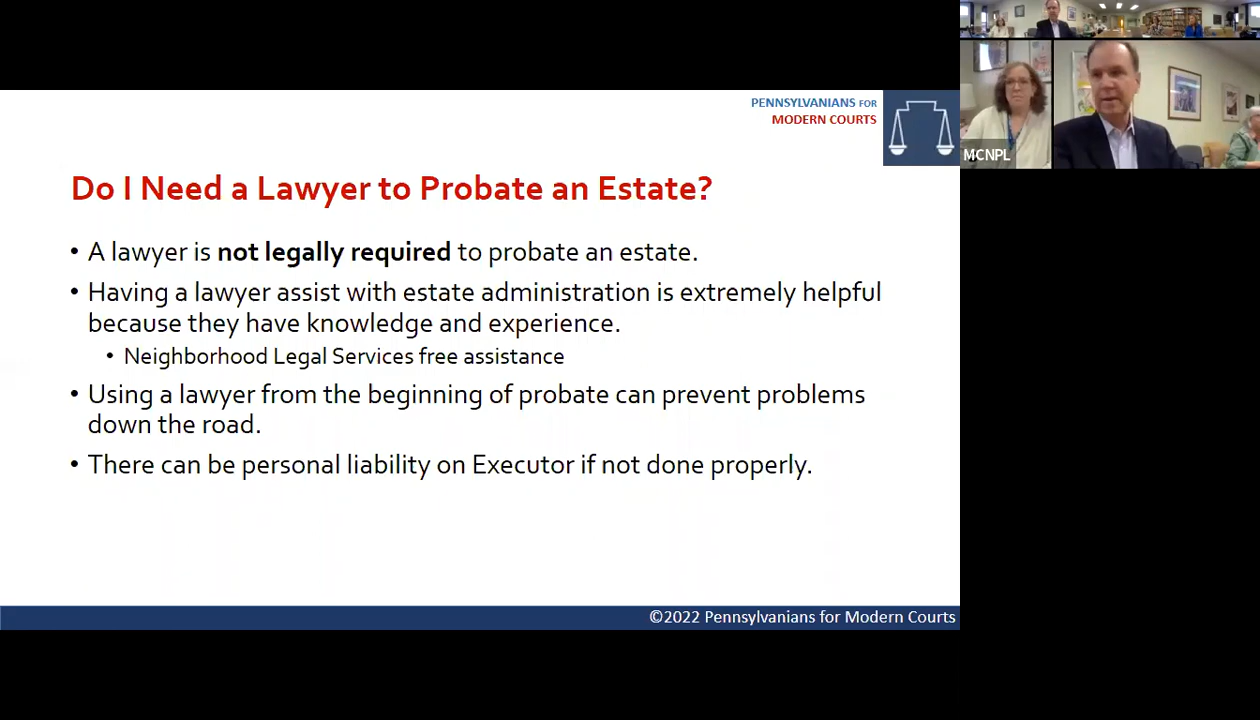 PENNSYLVANIANS FOR
MODERN COURTS
MCNPL
Do I Need a Lawyer to Probate an Estate?
• A lawyer is not legally required to probate an estate.
• Having a lawyer assist with estate administration is extremely helpful
because they have knowledge and experience.
• Neighborhood Legal Services free assistance
• Using a lawyer from the beginning of probate can prevent problems
down the road.
• There can be personal liability on Executor if not done properly.
©2022 Pennsylvanians for Modern Courts